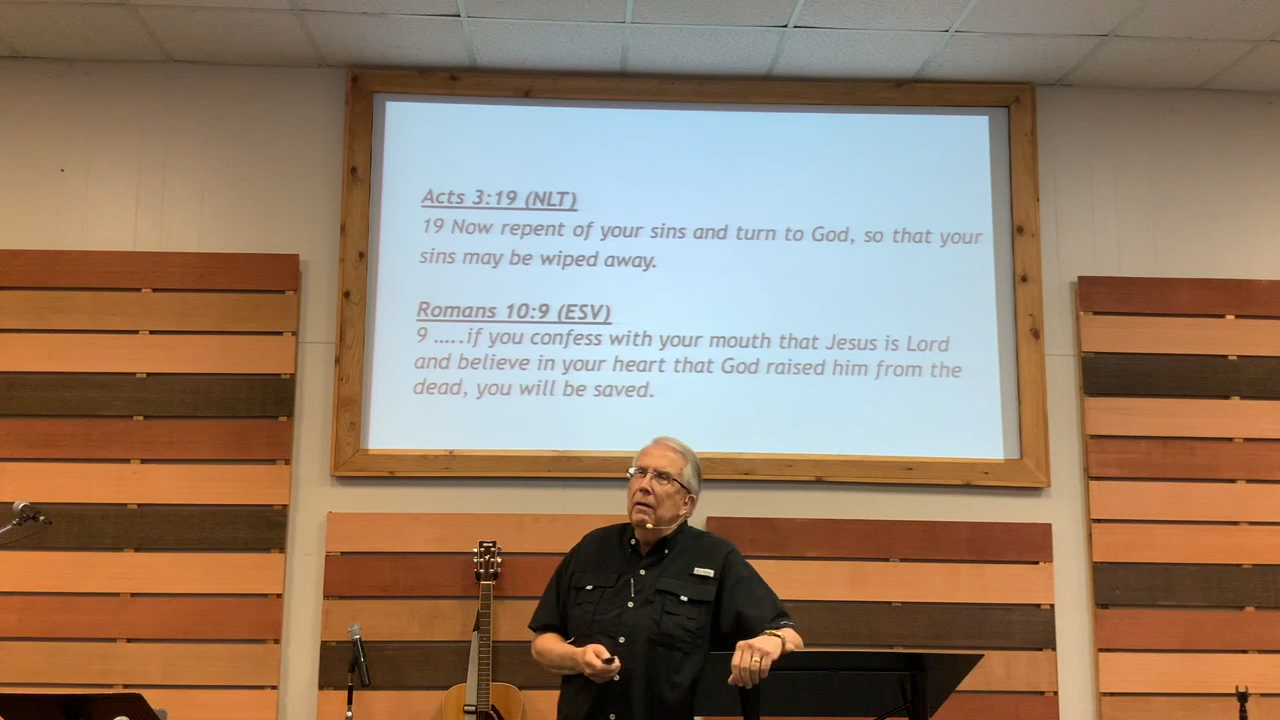 Acts 3:19 (NLT)
19 Now repent of your sins and turn to God, so that your
sins may be wiped away.
Romans 10:9 (ESV)
9 .....if you confess with your mouth that Jesus is Lord
and believe in your heart that God raised him from the
dead, you will be saved.